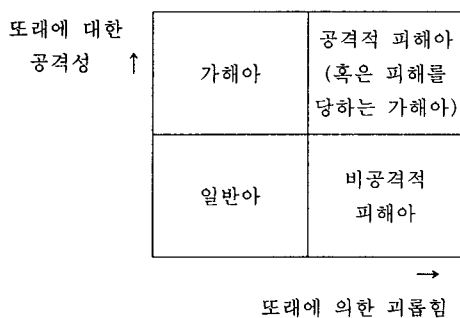 또래에 대한
공격성 ↑
가해아
공격적 피해아
(혹은 피해를
당하는 가해아)
일반아
비공격적
피해아
→
또래에 의한 괴롭힘